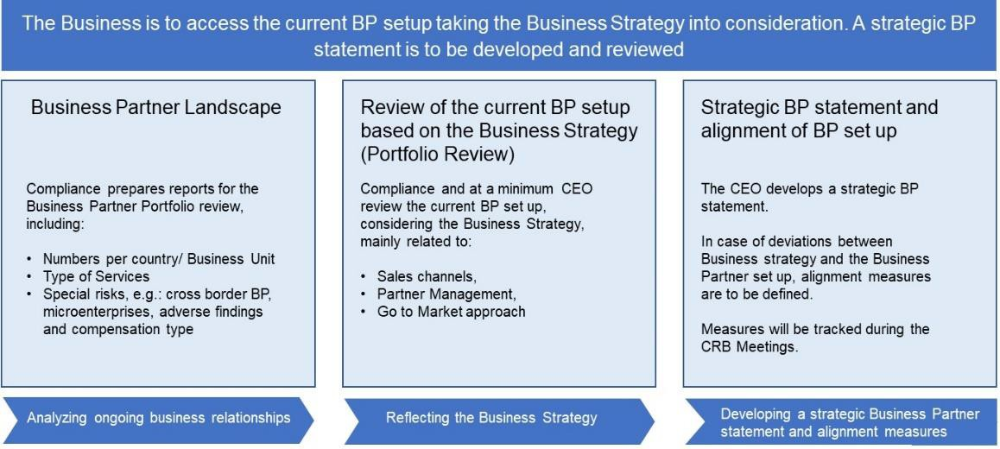 The Business is to access the current BP setup taking the Business Strategy into consideration. A strategic BP
statement is to be developed and reviewed
Business Partner Landscape
Compliance prepares reports for the
Business Partner Portfolio review,
including:
• Numbers per country/ Business Unit
• Type of Services
• Special risks, e.g.: cross border BP,
microenterprises, adverse findings
and compensation type
Analyzing ongoing business relationships
Review of the current BP setup
based on the Business Strategy
(Portfolio Review)
Compliance and at a minimum CEO
review the current BP set up,
considering the Business Strategy,
mainly related to:
• Sales channels,
• Partner Management,
• Go to Market approach
Reflecting the Business Strategy
Strategic BP statement and
alignment of BP set up
The CEO develops a strategic BP
statement.
In case of deviations between
Business strategy and the Business
Partner set up, alignment measures
are to be defined.
Measures will be tracked during the
CRB Meetings.
Developing a strategic Business Partner
statement and alignment measures